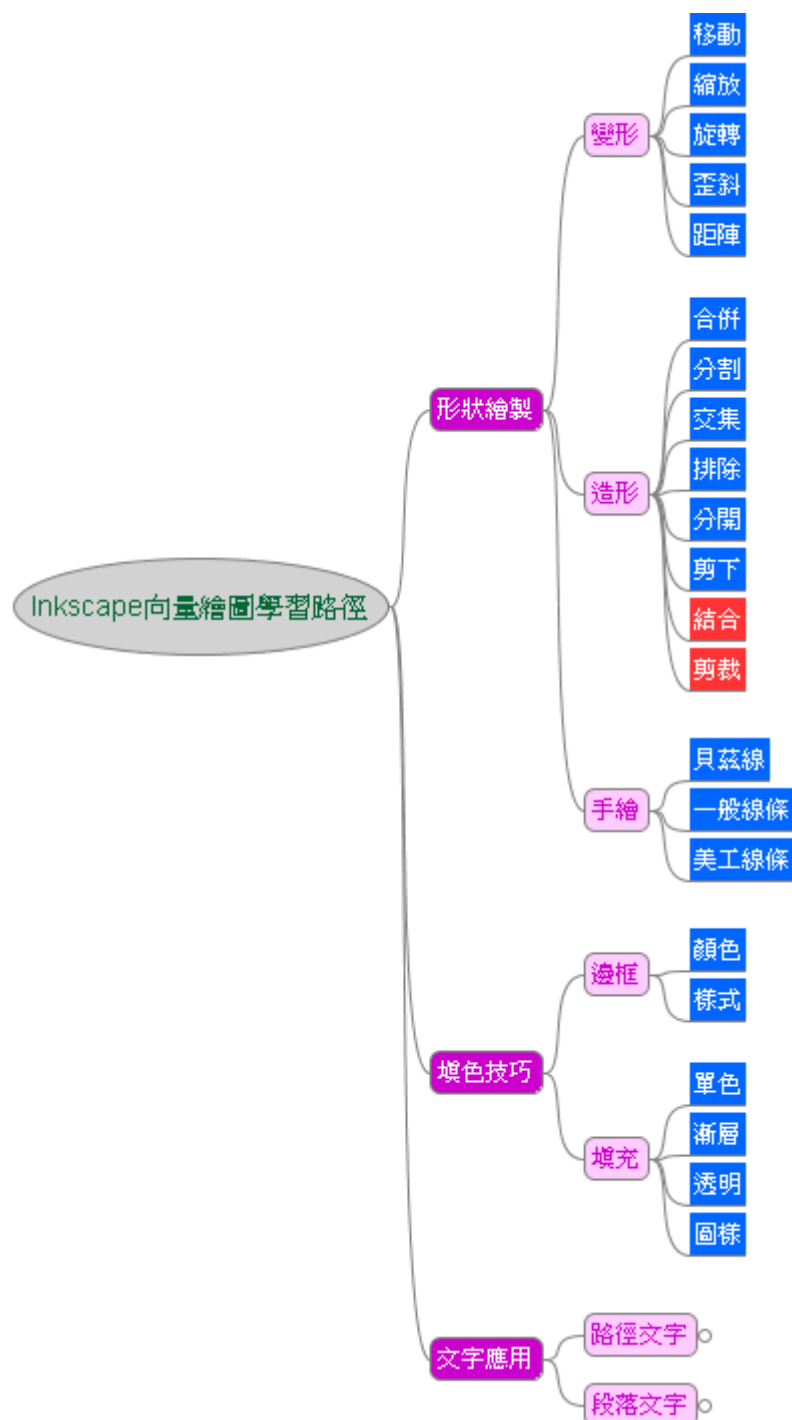 Inkscape向量繪圖學習路徑
形狀繪製
變形
移動
縮放
旋轉
歪斜
距陣
造形
合併
分割
交集
排除
分開
剪下
結合
剪裁
手繪
貝茲線
一般線條
美工線條
填色技巧
邊框
顏色
樣式
填充
單色
漸層
透明
圖樣
文字應用
路徑文字
段落文字